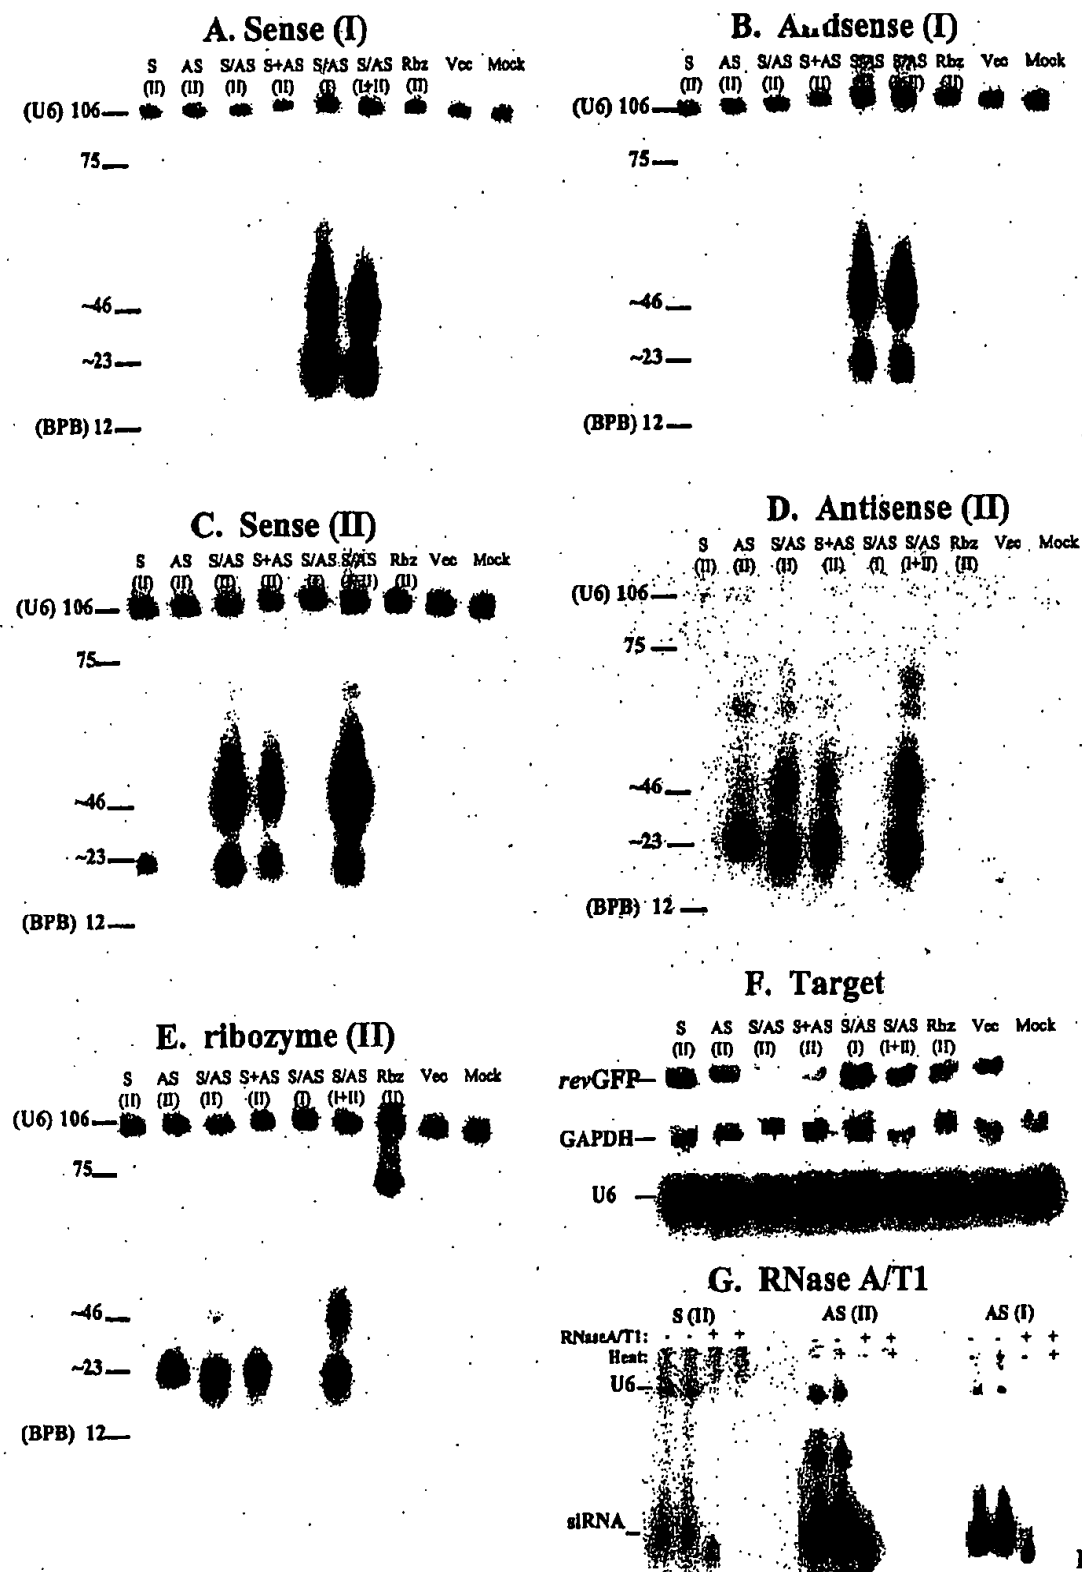 A. Sense (I)
S AS S/AS S+AS S/AS S/AS Rbz Vec Mock
(II) (II) (II) (II) (I) (I+II) (II)
(U6) 106
75
~46
~23
(BPB) 12
B. Antisense (I)
S AS S/AS S+AS S/AS S/AS Rbz Vec Mock
(II) (II) (II) (II) (II)
(U6) 106
75
~46
~23
(BPB) 12
C. Sense (II)
S AS S/AS S+AS S/AS S/AS Rbz Vec Mock
(II) (II) (II) (II) (I) (II)
(U6) 106
75
~46
~23
(BPB) 12
D. Antisense (II)
S AS S/AS S+AS S/AS S/AS Rbz Vec Mock
(II) (II) (II) (II) (I) (I+II) (II)
(U6) 106
75
~46
~23
(BPB) 12
E. ribozyme (II)
S AS S/AS S+AS S/AS S/AS Rbz Vec Mock
(II) (II) (II) (II) (I) (I+II) (II)
(U6) 106
75
~46
~23
(BPB) 12
F. Target
S AS S/AS S+AS S/AS S/AS Rbz Vec Mock
(II) (II) (II) (II) (I) (I+II) (II)
revGFP
GAPDH
U6
G. RNase A/T1
S (II) AS (II) AS (I)
RNaseA/T1: - - + + - - + + - - + +
Heat: - + - + - + - + - + - +
U6
siRNA